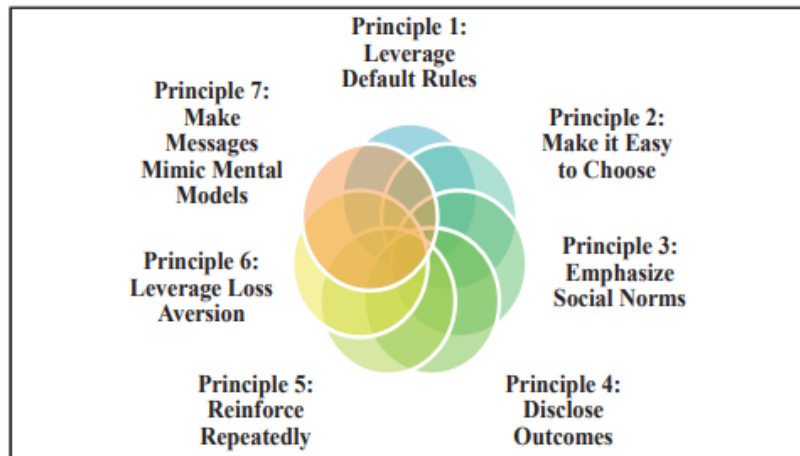 Principle 1:
Leverage
Default Rules
Principle 2:
Make it Easy
to Choose
Principle 3:
Emphasize
Social Norms
Principle 4:
Disclose
Outcomes
Principle 5:
Reinforce
Repeatedly
Principle 6:
Leverage Loss
Aversion
Principle 7:
Make
Messages
Mimic Mental
Models